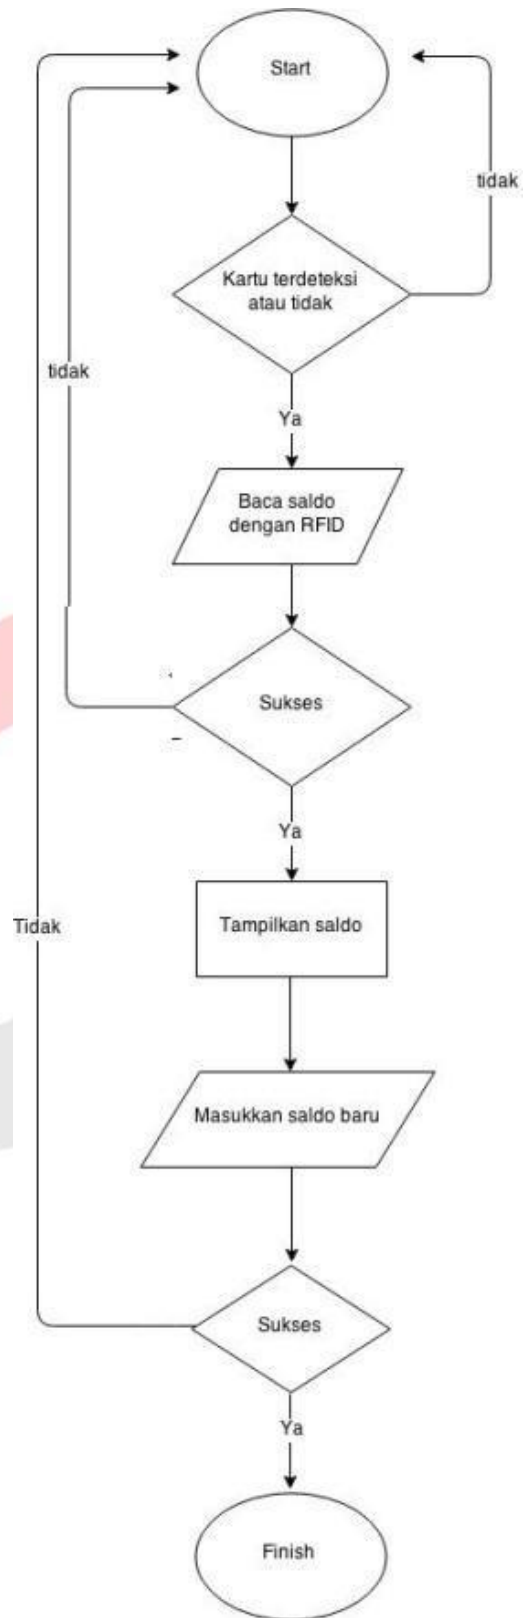 Start
tidak
Kartu terdeteksi
atau tidak
tidak
Ya
Baca saldo
dengan RFID
Sukses
Ya
Tampilkan saldo
Tidak
Masukkan saldo baru
Sukses
Ya
Finish